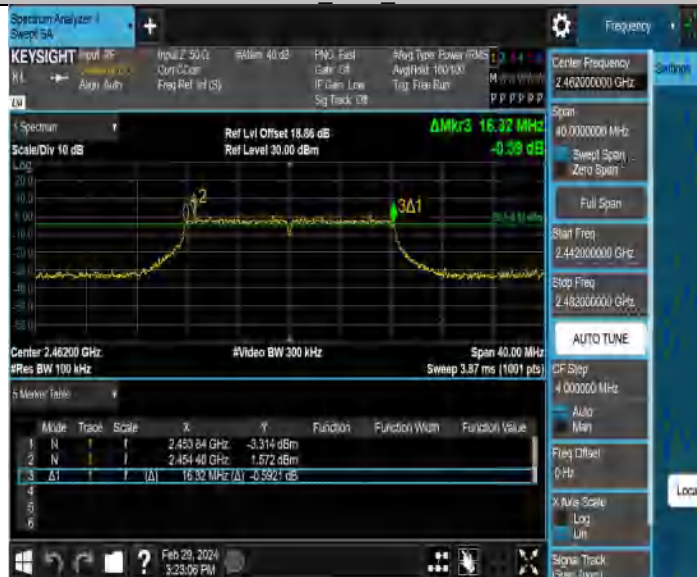 Spectrum Analyzer 1
Swept SA
+
Frequency
KEYSIGHT Input: RF
Input Z: 50 Ω
#Atten: 40 dB
PNO: Fast
#Avg Type: Power (RMS
Align: Auto
Corr CCorr
Freq Ref: Int (S)
Gate: Off
IF Gain: Low
Sig Track: Off
Avg|Hold: 100/100
Trig: Free Run
P P P P P P
Center Frequency
2.462000000 GHz
Settings
Span
40.0000000 MHz
Swept Span
Zero Span
Full Span
Start Freq
2.442000000 GHz
Stop Freq
2.482000000 GHz
AUTO TUNE
CF Step
4.000000 MHz
Auto
Man
Freq Offset
0 Hz
X Axis Scale
Log
Lin
Signal Track
(Span Zoom)
Local
1 Spectrum
Scale/Div 10 dB
Ref Lvl Offset 18.86 dB
Ref Level 30.00 dBm
ΔMkr3 16.32 MHz
-0.59 dB
Log
2
3Δ1
Center 2.46200 GHz
#Res BW 100 kHz
#Video BW 300 kHz
Span 40.00 MHz
Sweep 3.87 ms (1001 pts)
5 Marker Table
Mode Trace Scale X Y Function Function Width Function Value
1 N 1 f 2.453 84 GHz -3.314 dBm
2 N 1 f 2.454 48 GHz 1.572 dBm
3 Δ1 1 f (Δ) 16.32 MHz (Δ) -0.5921 dB
4
5
6
?
Feb 29, 2024
3:23:06 PM